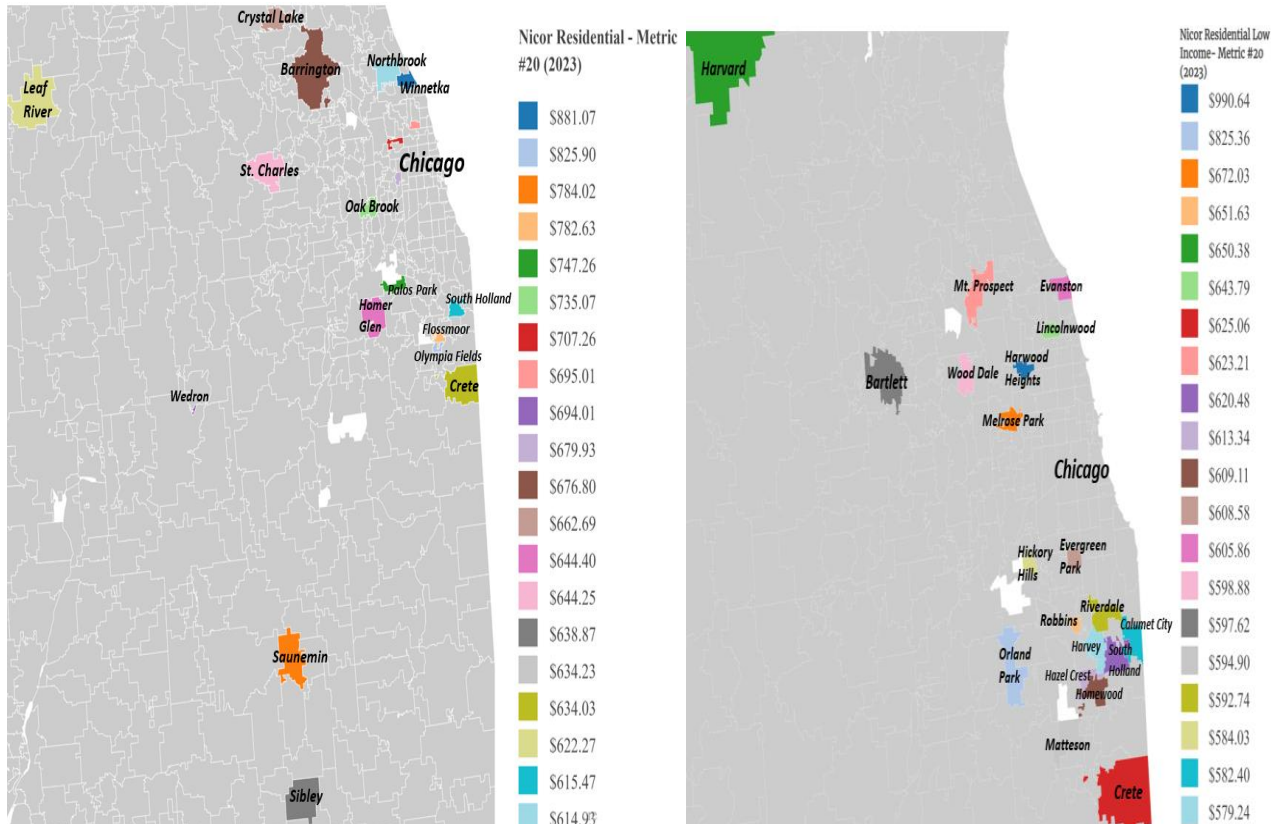 Crystal Lake
Barrington
Northbrook
Winnetka
Leaf
River
St. Charles
Chicago
Oak Brook
Palos Park
Homer
Glen
South Holland
Flossmoor
Olympia Fields
Crete
Wedron
Saunemin
Sibley
Nicor Residential - Metric
#20 (2023)
$881.07
$825.90
$784.02
$782.63
$747.26
$735.07
$707.26
$695.01
$694.01
$679.93
$676.80
$662.69
$644.40
$644.25
$638.87
$634.23
$634.03
$622.27
$615.47
$614.93
Harvard
Mt. Prospect
Evanston
Lincolnwood
Harwood
Heights
Wood Dale
Bartlett
Melrose Park
Chicago
Hickory
Hills
Evergreen
Park
Riverdale
Calumet City
Robbins
Harvey
South
Holland
Orland
Park
Hazel Crest
Homewood
Matteson
Crete
Nicor Residential Low
Income– Metric #20
(2023)
$990.64
$825.36
$672.03
$651.63
$650.38
$643.79
$625.06
$623.21
$620.48
$613.34
$609.11
$608.58
$605.86
$598.88
$597.62
$594.90
$592.74
$584.03
$582.40
$579.24